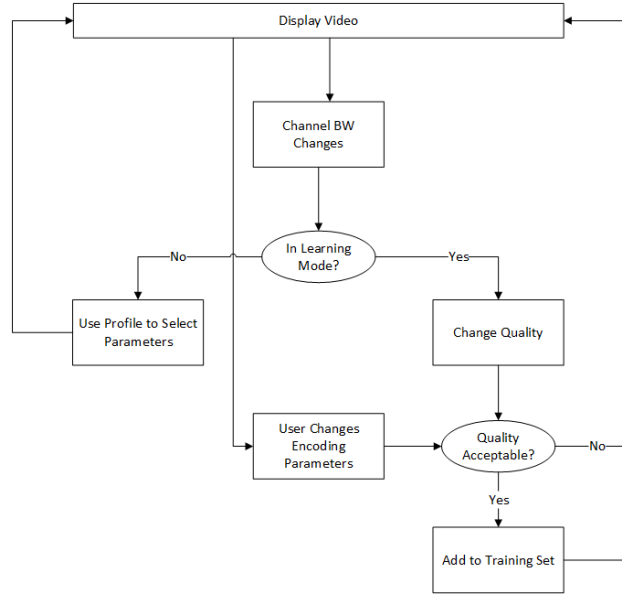 Display Video
Channel BW
Changes
In Learning
Mode?
No
Yes
Use Profile to Select
Parameters
Change Quality
User Changes
Encoding
Parameters
Quality
Acceptable?
No
Yes
Add to Training Set